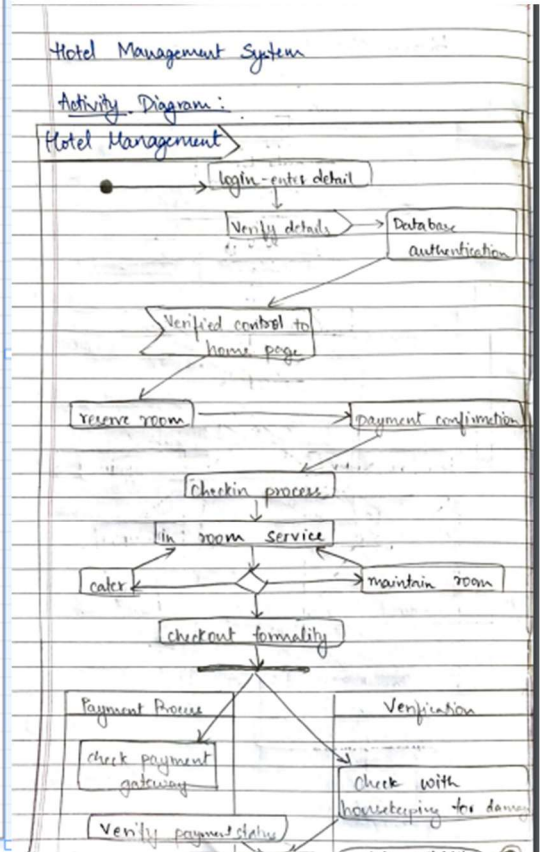 Hotel Management System
Activity Diagram :
Hotel Management
login-enter detail
Verify details
Database
authentication
Verified control to
home page
reserve room
payment confirmation
checkin process
in room service
cater
maintain room
checkout formality
Payment Process
Verification
check payment
gateway
check with
housekeeping for
Verify payment status